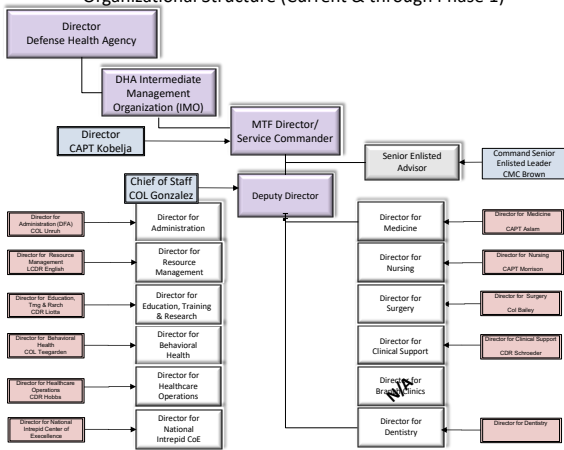 Organizational Structure (Current & through Phase 1)
Director
Defense Health Agency
DHA Intermediate
Management
Organization (IMO)
MTF Director/
Service Commander
Director
CAPT Kobelja
Senior Enlisted
Advisor
Command Senior
Enlisted Leader
CMC Brown
Chief of Staff
COL Gonzalez
Deputy Director
Director for
Administration (DFA)
COL Unruh
Director for
Administration
Director for
Medicine
Director for Medicine
CAPT Aslam
Director for Resource
Management
LCDR English
Director for
Resource
Management
Director for
Nursing
Director for Nursing
CAPT Morrison
Director for Education,
Trng & Rsrch
CDR Liotta
Director for
Education, Training
& Research
Director for
Surgery
Director for Surgery
Col Bailey
Director for Behavioral
Health
COL Teegarden
Director for
Behavioral
Health
Director for
Clinical Support
Director for Clinical Support
CDR Schroeder
Director for Healthcare
Operations
CDR Hobbs
Director for
Healthcare
Operations
Director for
Branch Clinics
N/A
Director for National
Intrepid Center of
Execellence
Director for
National
Intrepid CoE
Director for
Dentistry
Director for Dentistry